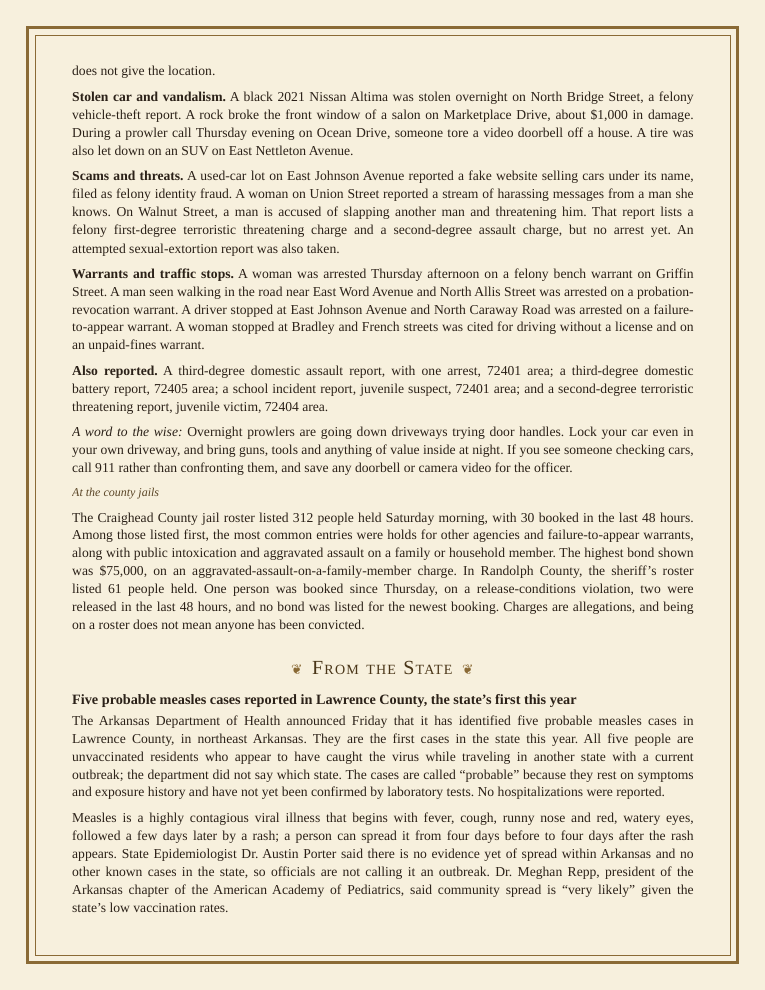 does not give the location.
Stolen car and vandalism. A black 2021 Nissan Altima was stolen overnight on North Bridge Street, a felony
vehicle-theft report. A rock broke the front window of a salon on Marketplace Drive, about $1,000 in damage.
During a prowler call Thursday evening on Ocean Drive, someone tore a video doorbell off a house. A tire was
also let down on an SUV on East Nettleton Avenue.
Scams and threats. A used-car lot on East Johnson Avenue reported a fake website selling cars under its name,
filed as felony identity fraud. A woman on Union Street reported a stream of harassing messages from a man she
knows. On Walnut Street, a man is accused of slapping another man and threatening him. That report lists a
felony first-degree terroristic threatening charge and a second-degree assault charge, but no arrest yet. An
attempted sexual-extortion report was also taken.
Warrants and traffic stops. A woman was arrested Thursday afternoon on a felony bench warrant on Griffin
Street. A man seen walking in the road near East Word Avenue and North Allis Street was arrested on a probation-
revocation warrant. A driver stopped at East Johnson Avenue and North Caraway Road was arrested on a failure-
to-appear warrant. A woman stopped at Bradley and French streets was cited for driving without a license and on
an unpaid-fines warrant.
Also reported. A third-degree domestic assault report, with one arrest, 72401 area; a third-degree domestic
battery report, 72405 area; a school incident report, juvenile suspect, 72401 area; and a second-degree terroristic
threatening report, juvenile victim, 72404 area.
A word to the wise: Overnight prowlers are going down driveways trying door handles. Lock your car even in
your own driveway, and bring guns, tools and anything of value inside at night. If you see someone checking cars,
call 911 rather than confronting them, and save any doorbell or camera video for the officer.
At the county jails
The Craighead County jail roster listed 312 people held Saturday morning, with 30 booked in the last 48 hours.
Among those listed first, the most common entries were holds for other agencies and failure-to-appear warrants,
along with public intoxication and aggravated assault on a family or household member. The highest bond shown
was $75,000, on an aggravated-assault-on-a-family-member charge. In Randolph County, the sheriff’s roster
listed 61 people held. One person was booked since Thursday, on a release-conditions violation, two were
released in the last 48 hours, and no bond was listed for the newest booking. Charges are allegations, and being
on a roster does not mean anyone has been convicted.
❦ From the State ❦
Five probable measles cases reported in Lawrence County, the state’s first this year
The Arkansas Department of Health announced Friday that it has identified five probable measles cases in
Lawrence County, in northeast Arkansas. They are the first cases in the state this year. All five people are
unvaccinated residents who appear to have caught the virus while traveling in another state with a current
outbreak; the department did not say which state. The cases are called “probable” because they rest on symptoms
and exposure history and have not yet been confirmed by laboratory tests. No hospitalizations were reported.
Measles is a highly contagious viral illness that begins with fever, cough, runny nose and red, watery eyes,
followed a few days later by a rash; a person can spread it from four days before to four days after the rash
appears. State Epidemiologist Dr. Austin Porter said there is no evidence yet of spread within Arkansas and no
other known cases in the state, so officials are not calling it an outbreak. Dr. Meghan Repp, president of the
Arkansas chapter of the American Academy of Pediatrics, said community spread is “very likely” given the
state’s low vaccination rates.